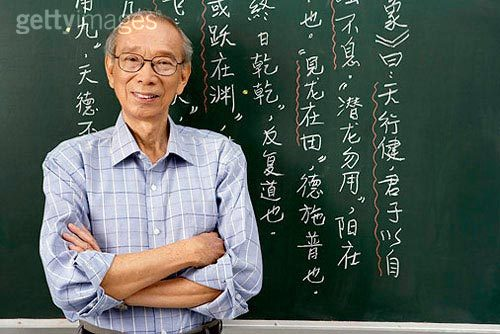 gettyimages
象》曰：天行健，君子以自
不息。“潜龙勿用”，阳在
也。“见龙在田”，德施普也。
终日乾乾”，反复道也。
或跃在渊”，
飞
用九”，天德不